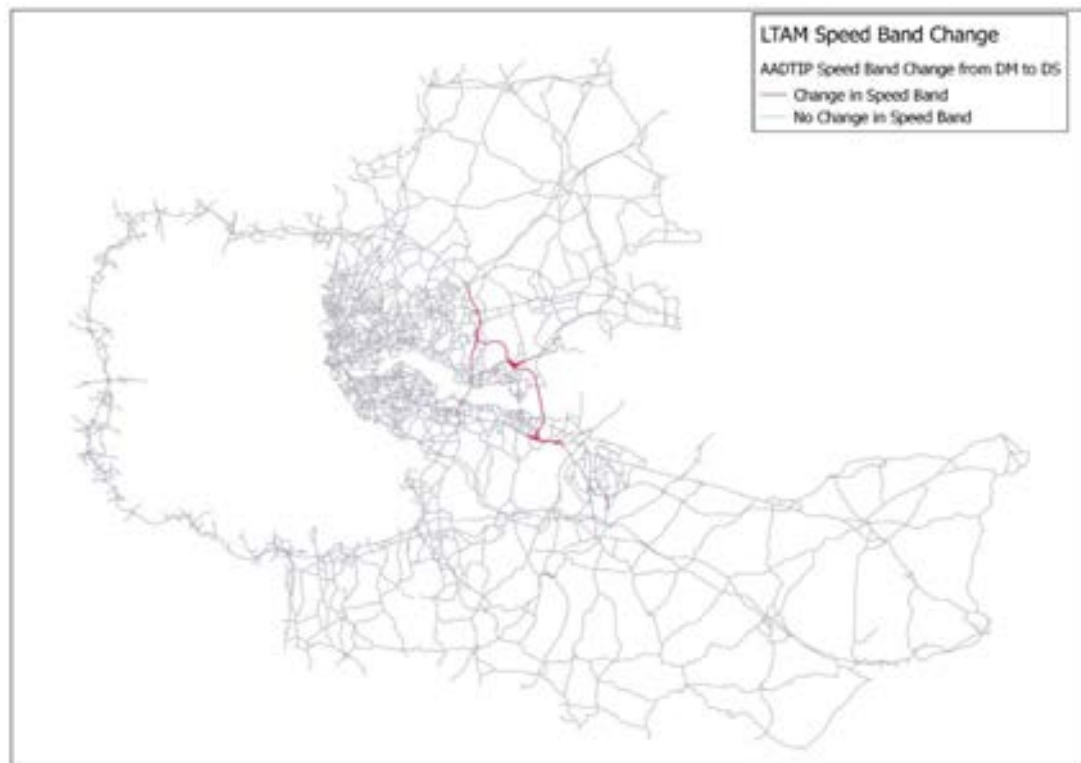 LTAM Speed Band Change
AADTIP Speed Band Change from DM to DS
Change in Speed Band
No Change in Speed Band